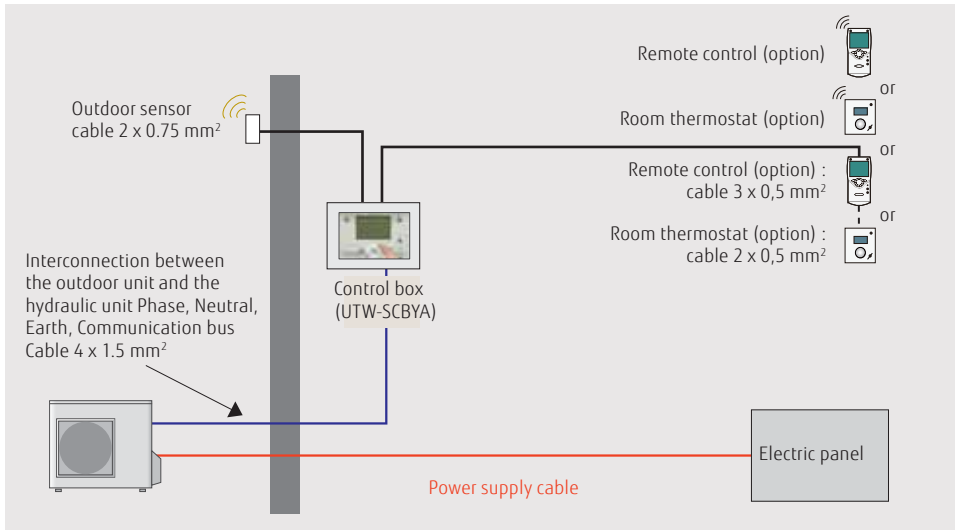 Remote control (option)
or
Outdoor sensor
cable 2 x 0.75 mm²
Room thermostat (option)
or
Remote control (option) :
cable 3 x 0,5 mm²
or
Room thermostat (option) :
cable 2 x 0,5 mm²
Interconnection between
the outdoor unit and the
hydraulic unit Phase, Neutral,
Earth, Communication bus
Cable 4 x 1.5 mm²
Control box
(UTW-SCBYA)
Electric panel
Power supply cable